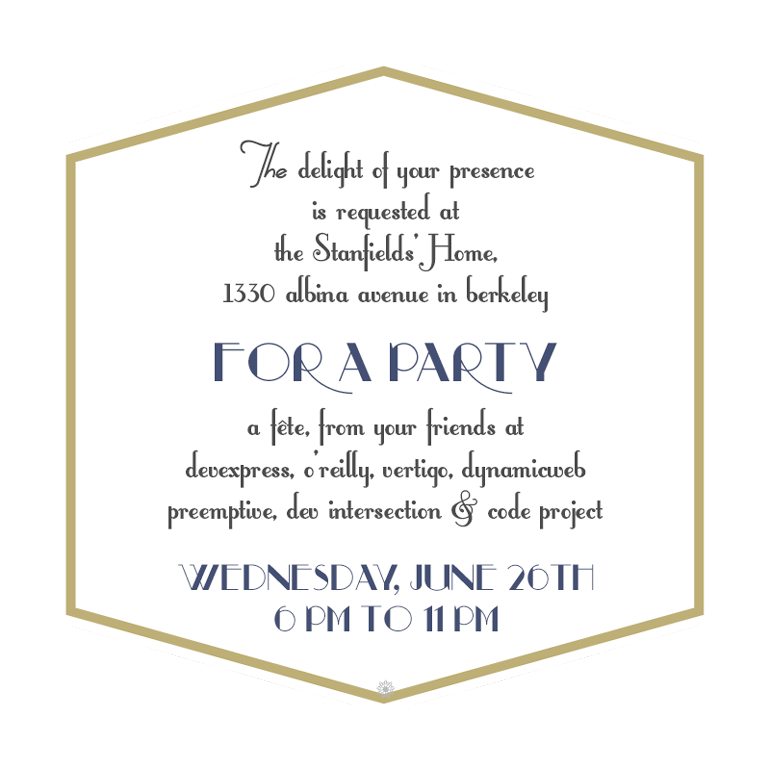 The delight of your presence
is requested at
the Stanfields' Home,
1330 albina avenue in berkeley
FOR A PARTY
a fête, from your friends at
devexpress, o'reilly, vertigo, dynamicweb
preemptive, dev intersection & code project
WEDNESDAY, JUNE 26TH
6 PM TO 11 PM